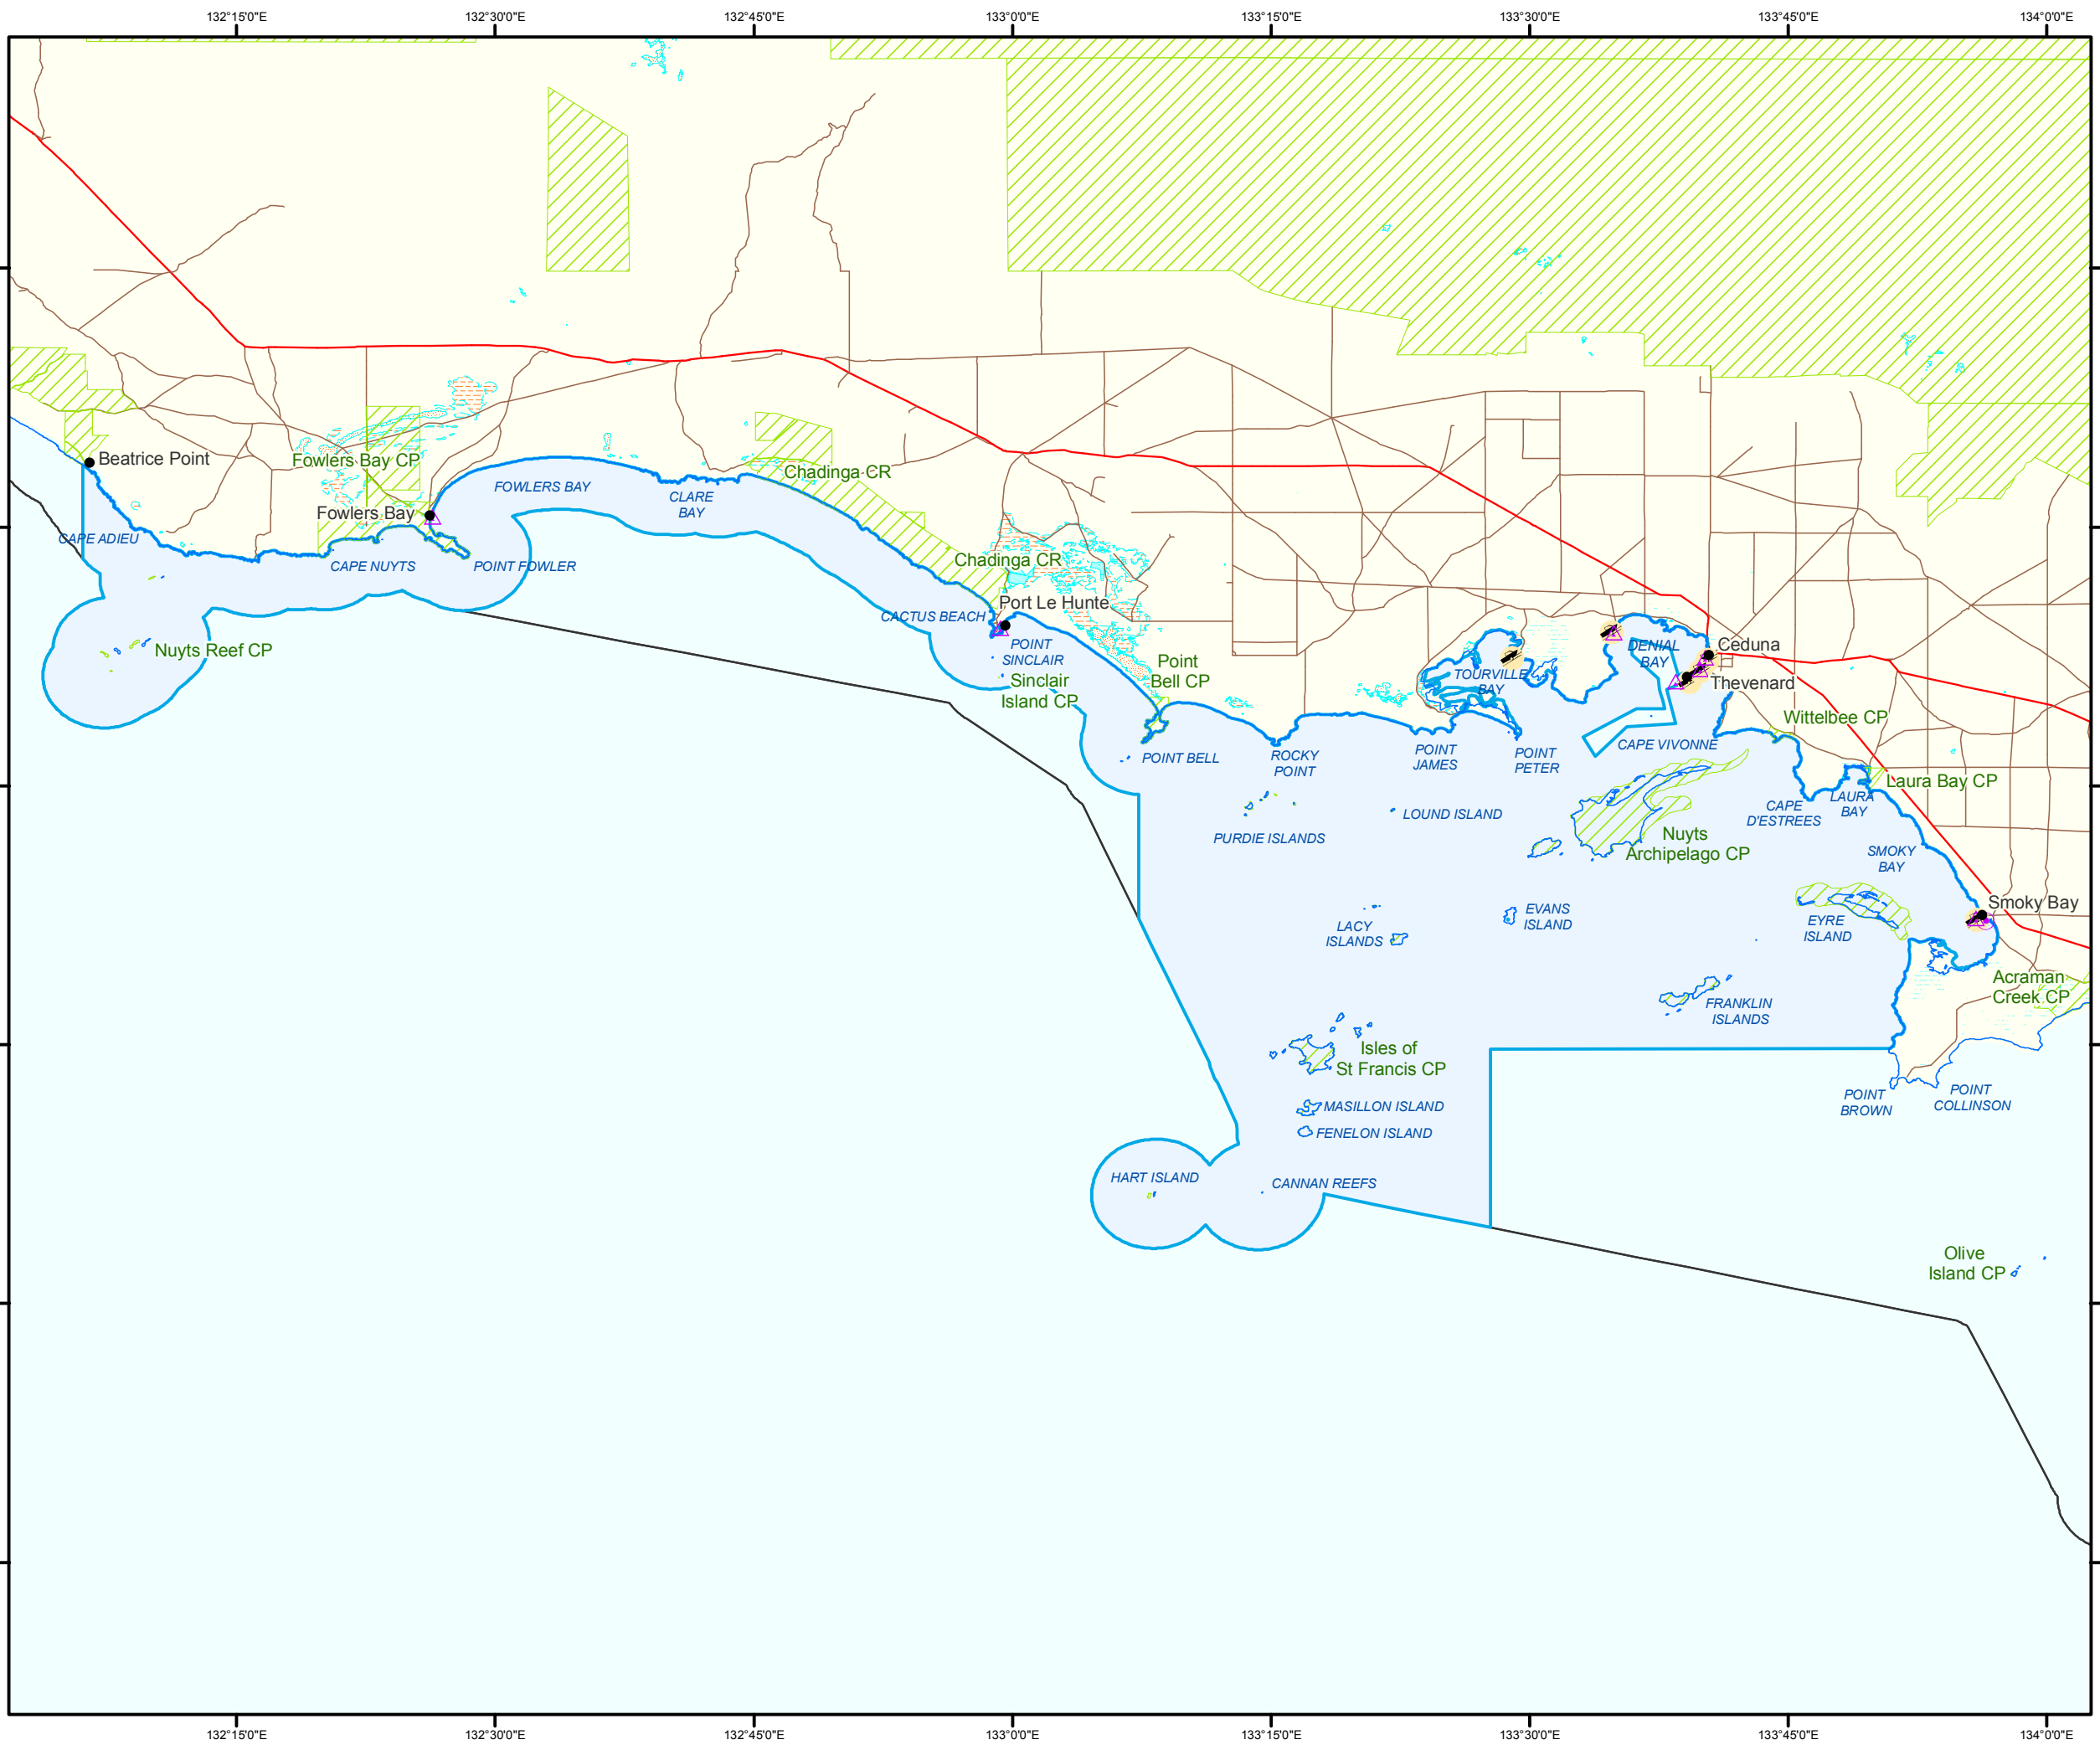 132°15'0"E
132°30'0"E
132°45'0"E
133°0'0"E
133°15'0"E
133°30'0"E
133°45'0"E
134°0'0"E
Beatrice Point
Fowlers Bay CP
Chadinga CR
FOWLERS BAY
CLARE
BAY
Fowlers Bay
CAPE ADIEU
CAPE NUYTS
POINT FOWLER
Chadinga CR
Port Le Hunte
CACTUS BEACH
POINT
SINCLAIR
Sinclair
Island CP
Nuyts Reef CP
Point
Bell CP
TOURVILLE
BAY
DENIAL
BAY
Ceduna
Thevenard
Wittelbee CP
POINT BELL
ROCKY
POINT
POINT
JAMES
POINT
PETER
CAPE VIVONNE
Laura Bay CP
LAURA
BAY
CAPE
D'ESTREES
PURDIE ISLANDS
LOUND ISLAND
Nuyts
Archipelago CP
SMOKY
BAY
Smoky Bay
LACY
ISLANDS
EVANS
ISLAND
EYRE
ISLAND
Acraman
Creek CP
FRANKLIN
ISLANDS
Isles of
St Francis CP
MASILLON ISLAND
FENELON ISLAND
POINT
BROWN
POINT
COLLINSON
HART ISLAND
CANNAN REEFS
Olive
Island CP
132°15'0"E
132°30'0"E
132°45'0"E
133°0'0"E
133°15'0"E
133°30'0"E
133°45'0"E
134°0'0"E